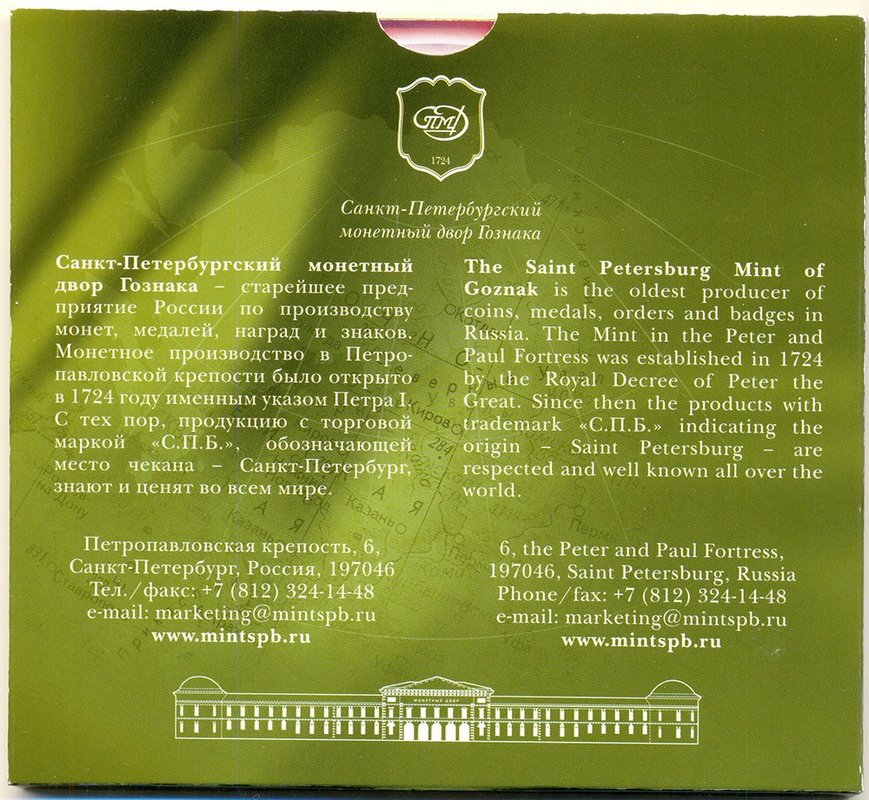 СПМД
1724
Санкт-Петербургский
монетный двор Гознака
Санкт-Петербургский монетный
двор Гознака – старейшее пред-
приятие России по производству
монет, медалей, наград и знаков.
Монетное производство в Петро-
павловской крепости было открыто
в 1724 году именным указом Петра I.
С тех пор, продукцию с торговой
маркой «С.П.Б.», обозначающей
место чекана – Санкт-Петербург,
знают и ценят во всем мире.
Петропавловская крепость, 6,
Санкт-Петербург, Россия, 197046
Тел./факс: +7 (812) 324-14-48
e-mail: marketing@mintspb.ru
www.mintspb.ru
The Saint Petersburg Mint of
Goznak is the oldest producer of
coins, medals, orders and badges in
Russia. The Mint in the Peter and
Paul Fortress was established in 1724
by the Royal Decree of Peter the
Great. Since then the products with
trademark «С.П.Б.» indicating the
origin – Saint Petersburg – are
respected and well known all over the
world.
6, the Peter and Paul Fortress,
197046, Saint Petersburg, Russia
Phone/fax: +7 (812) 324-14-48
e-mail: marketing@mintspb.ru
www.mintspb.ru
МОНЕТНЫЙ ДВОР